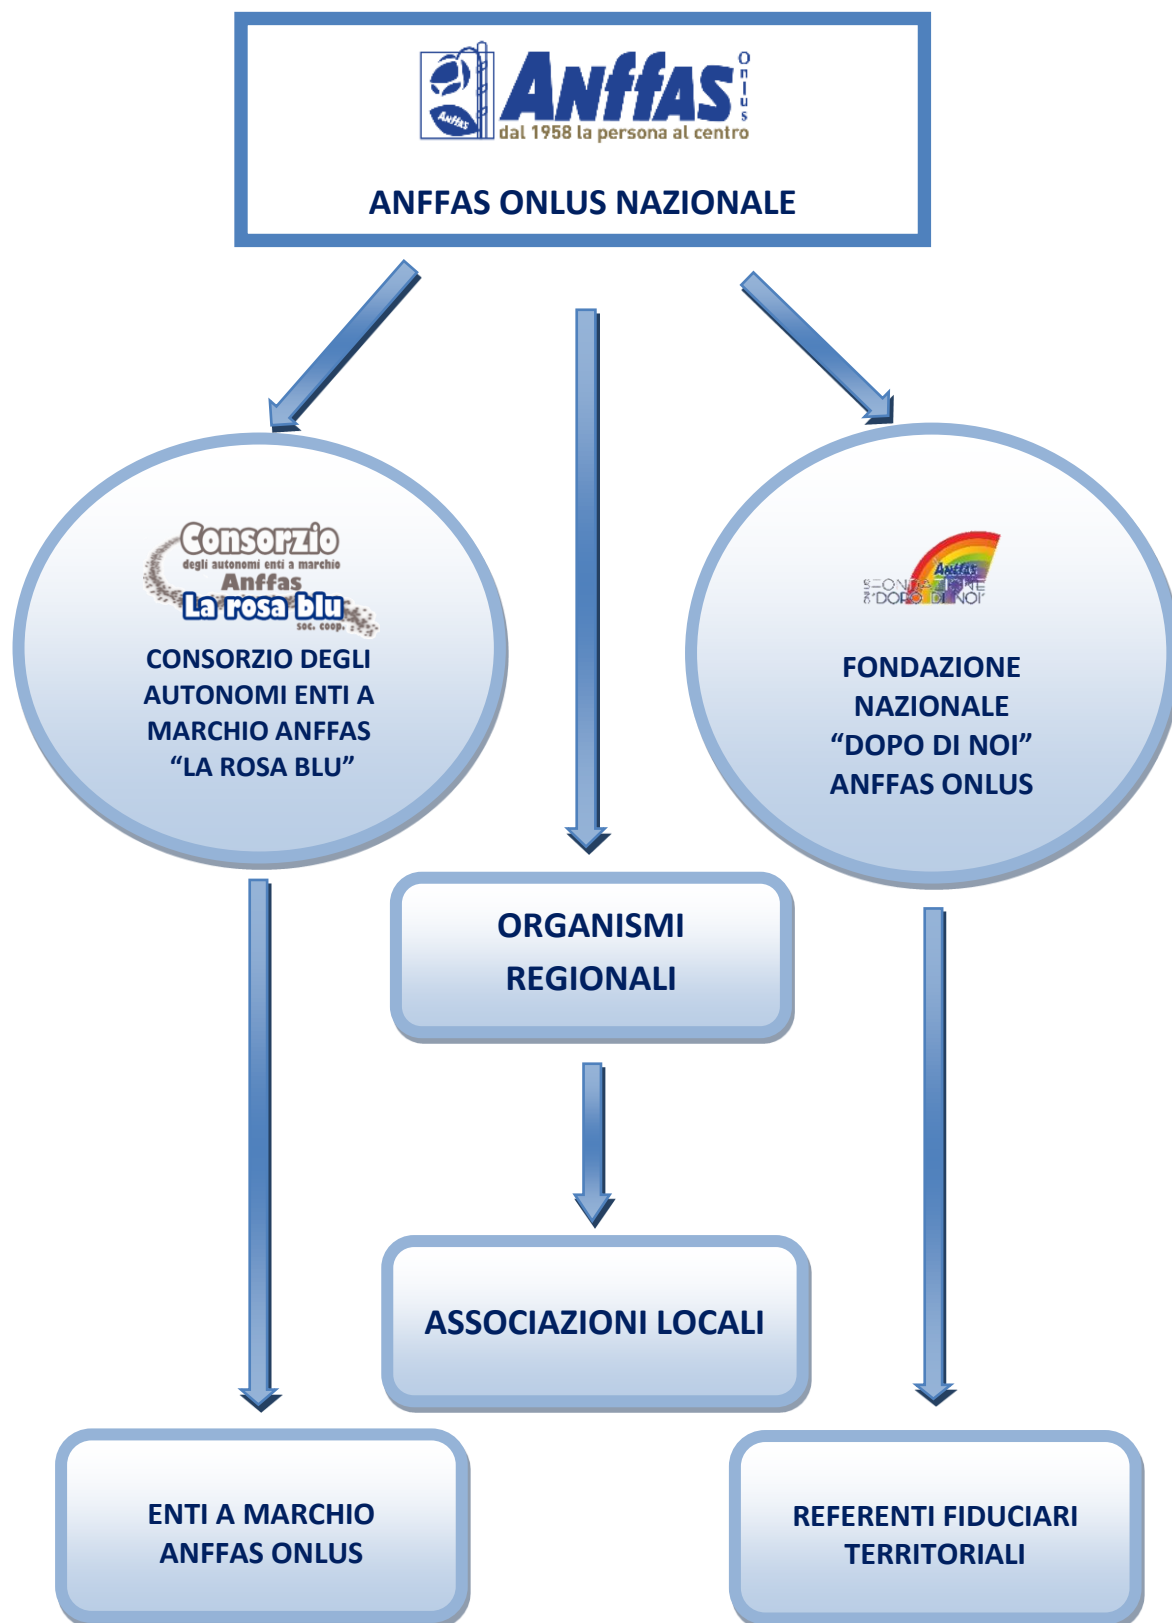 Anffas
Onlus
Anffas
dal 1958 la persona al centro
ANFFAS ONLUS NAZIONALE
Consorzio
degli autonomi enti a marchio
Anffas
La rosa blu
soc. coop.
CONSORZIO DEGLI
AUTONOMI ENTI A
MARCHIO ANFFAS
“LA ROSA BLU”
Anffas
FONDAZIONE
"DOPO DI NOI"
FONDAZIONE
NAZIONALE
“DOPO DI NOI”
ANFFAS ONLUS
ORGANISMI
REGIONALI
ASSOCIAZIONI LOCALI
ENTI A MARCHIO
ANFFAS ONLUS
REFERENTI FIDUCIARI
TERRITORIALI